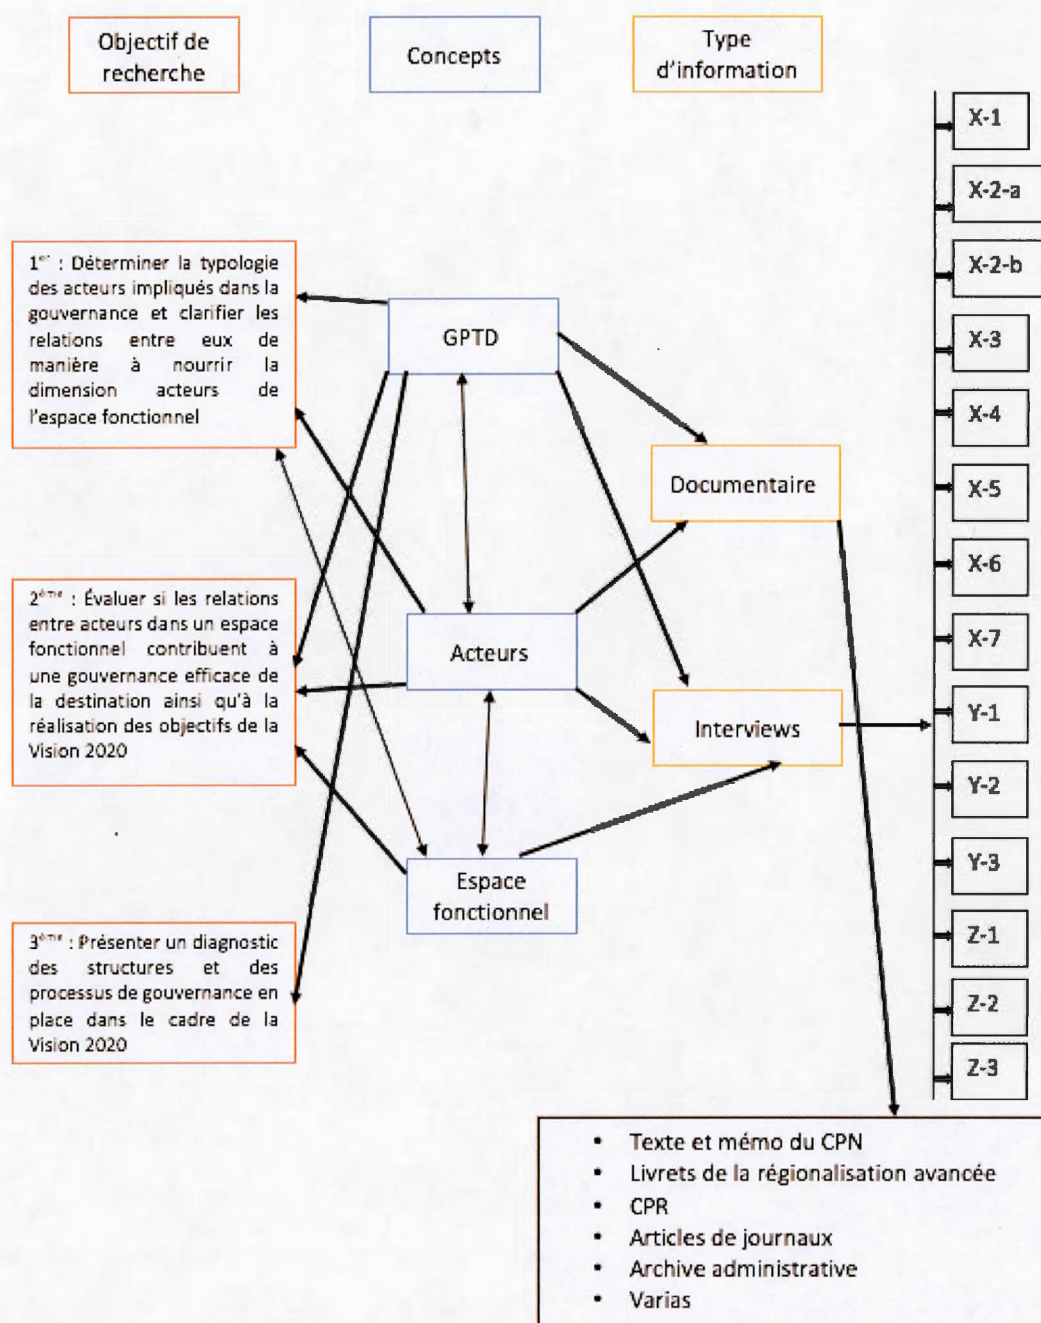 Objectif de
recherche
Concepts
Type
d'information
1er : Déterminer la typologie
des acteurs impliqués dans la
gouvernance et clarifier les
relations entre eux de
manière à nourrir la
dimension acteurs de
l'espace fonctionnel
2ème : Évaluer si les relations
entre acteurs dans un espace
fonctionnel contribuent à
une gouvernance efficace de
la destination ainsi qu'à la
réalisation des objectifs de la
Vision 2020
3ème : Présenter un diagnostic
des structures et des
processus de gouvernance en
place dans le cadre de la
Vision 2020
GPTD
Acteurs
Espace
fonctionnel
Documentaire
Interviews
X-1
X-2-a
X-2-b
X-3
X-4
X-5
X-6
X-7
Y-1
Y-2
Y-3
Z-1
Z-2
Z-3
• Texte et mémo du CPN
• Livrets de la régionalisation avancée
• CPR
• Articles de journaux
• Archive administrative
• Varias